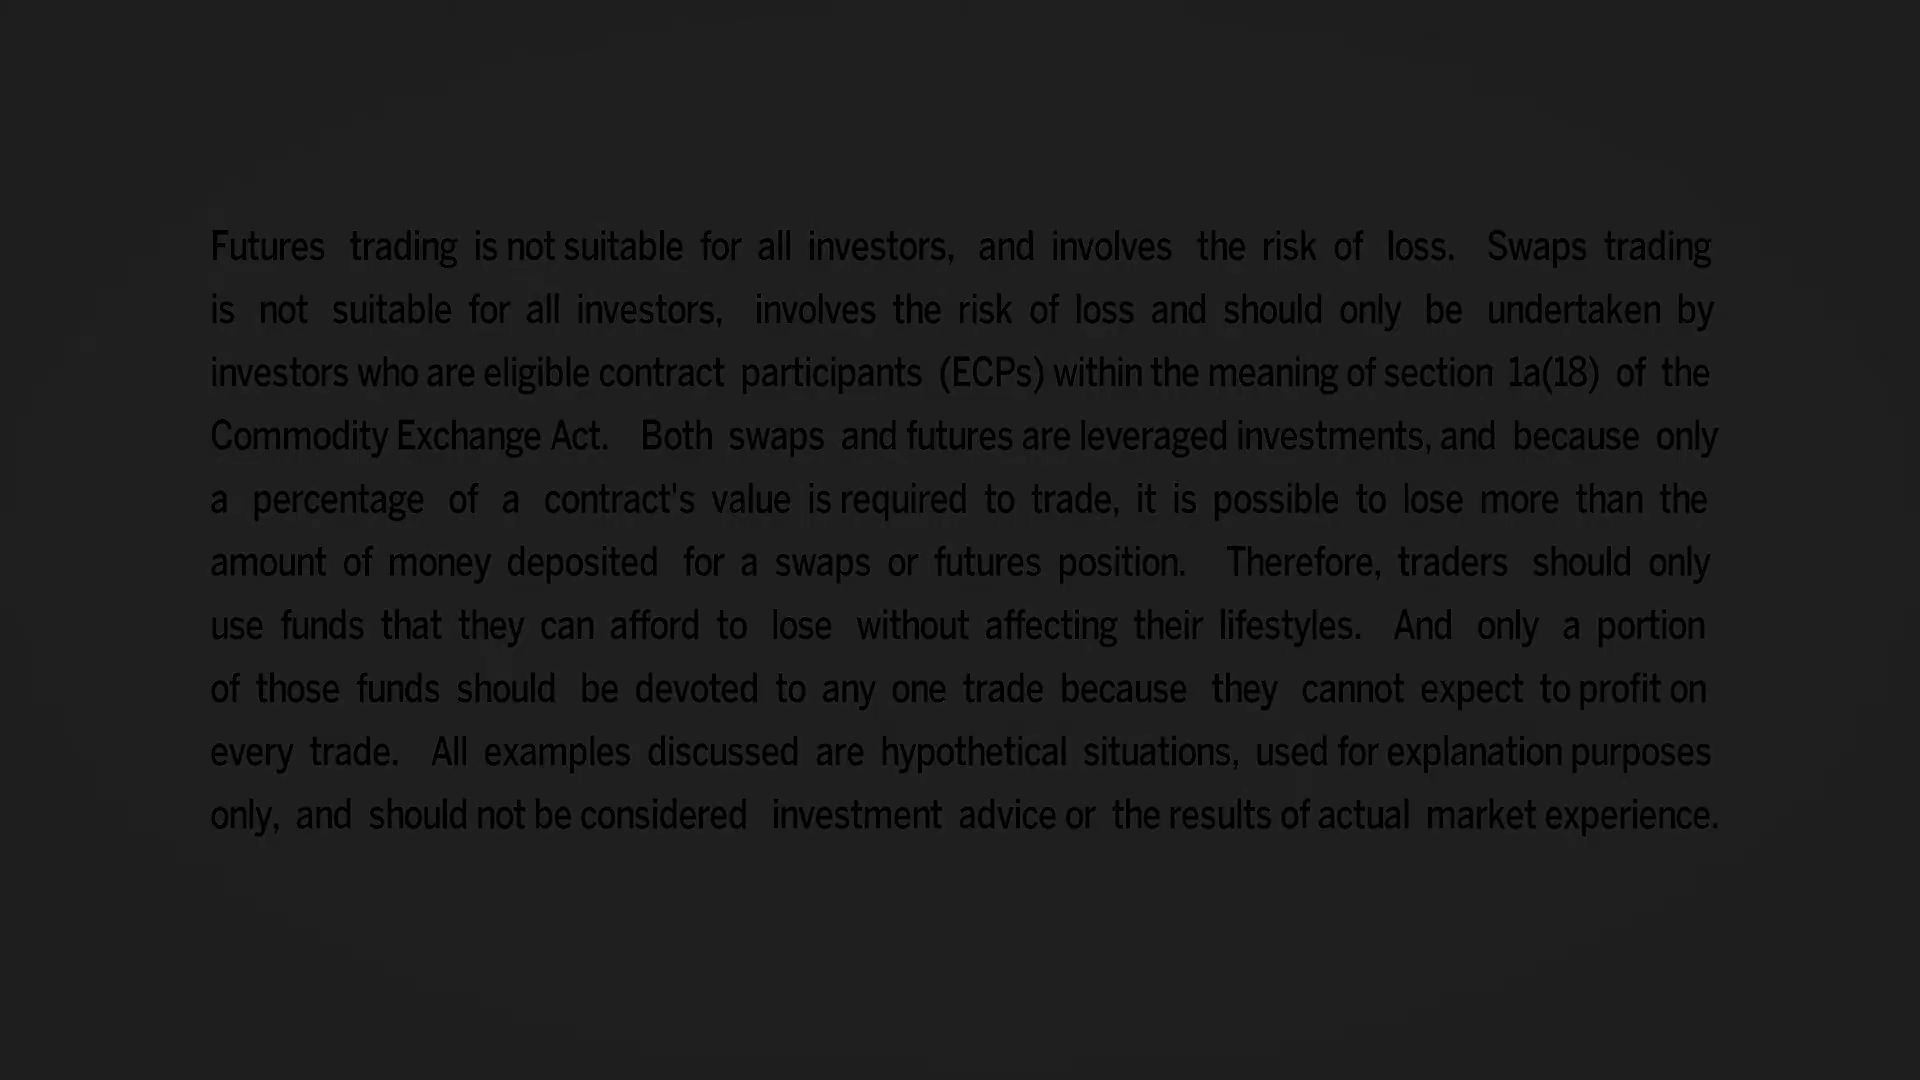 Futures trading is not suitable for all investors, and involves the risk of loss. Swaps trading
is not suitable for all investors, involves the risk of loss and should only be undertaken by
investors who are eligible contract participants (ECPs) within the meaning of section 1a(18) of the
Commodity Exchange Act. Both swaps and futures are leveraged investments, and because only
a percentage of a contract's value is required to trade, it is possible to lose more than the
amount of money deposited for a swaps or futures position. Therefore, traders should only
use funds that they can afford to lose without affecting their lifestyles. And only a portion
of those funds should be devoted to any one trade because they cannot expect to profit on
every trade. All examples discussed are hypothetical situations, used for explanation purposes
only, and should not be considered investment advice or the results of actual market experience.